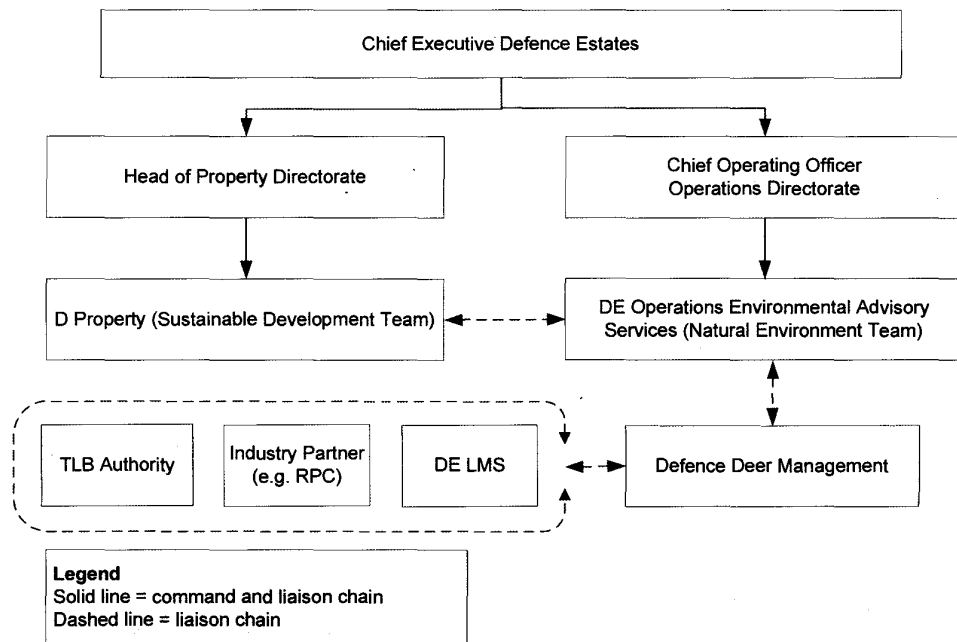 Chief Executive Defence Estates
Head of Property Directorate
Chief Operating Officer
Operations Directorate
D Property (Sustainable Development Team)
DE Operations Environmental Advisory
Services (Natural Environment Team)
TLB Authority
Industry Partner
(e.g. RPC)
DE LMS
Defence Deer Management
Legend
Solid line = command and liaison chain
Dashed line = liaison chain